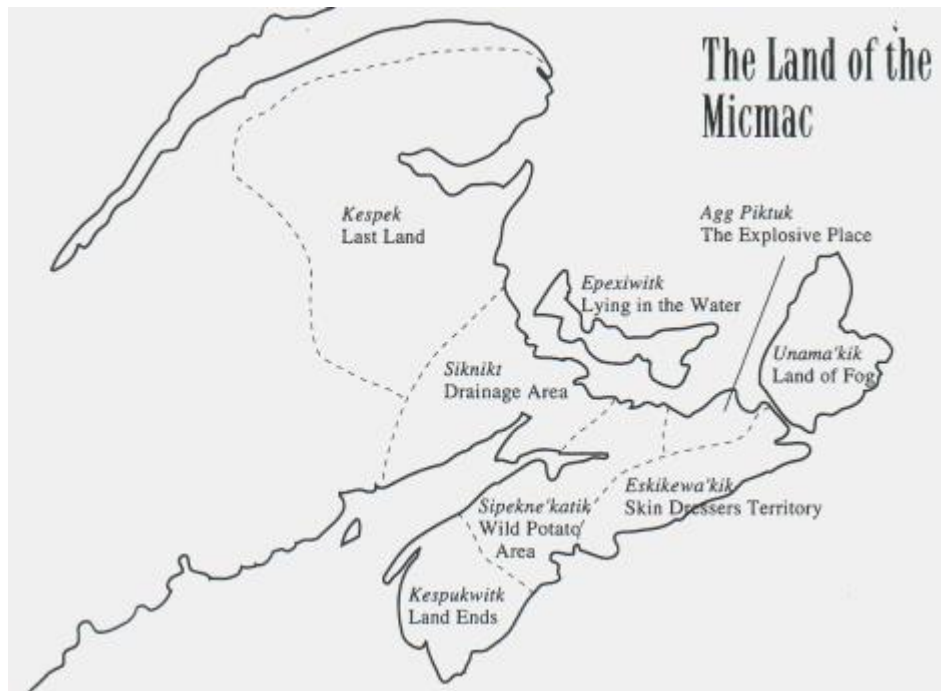 The Land of the
Micmac
Kespek
Last Land
Agg Piktuk
The Explosive Place
Epexiwitk
Lying in the Water
Unama'kik
Land of Fog
Siknikt
Drainage Area
Eskikewa'kik
Skin Dressers Territory
Sipekne'katik
Wild Potato
Area
Kespukwitk
Land Ends